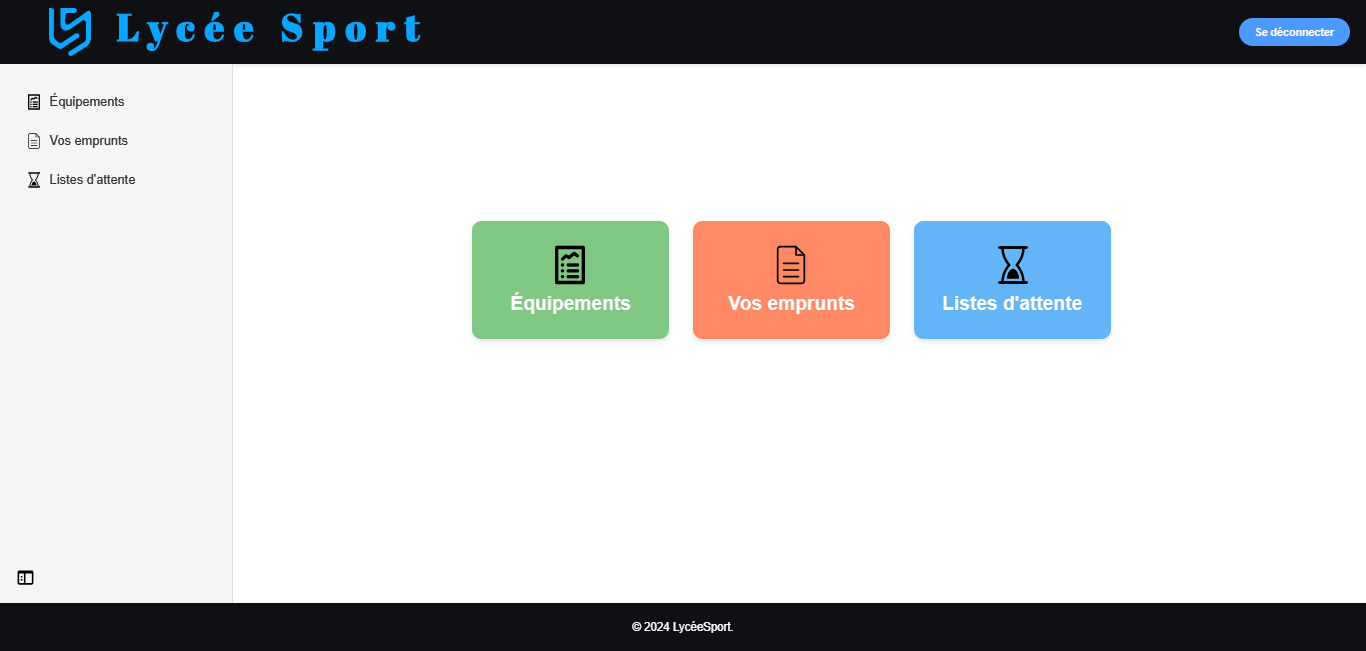 Lycée Sport
Se déconnecter
Équipements
Vos emprunts
Listes d'attente
Équipements
Vos emprunts
Listes d'attente
© 2024 LycéeSport.